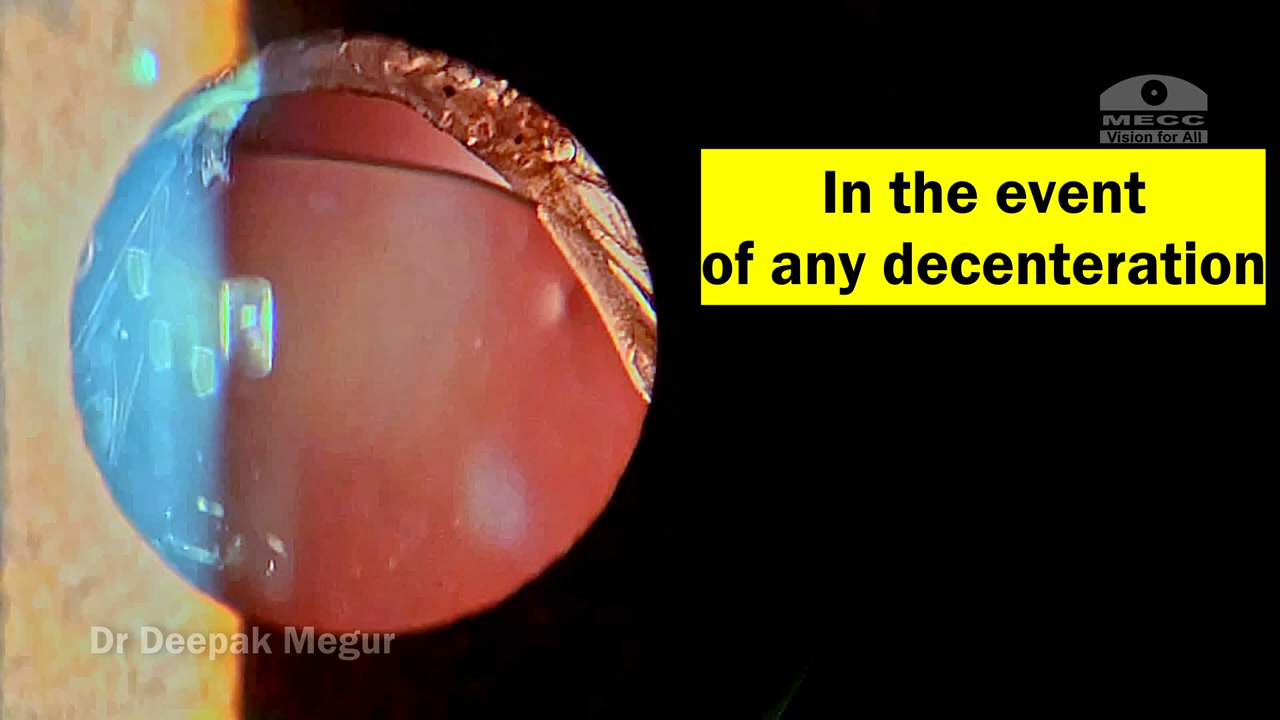 MECC
Vision for All
In the event
of any decenteration
Dr Deepak Megur